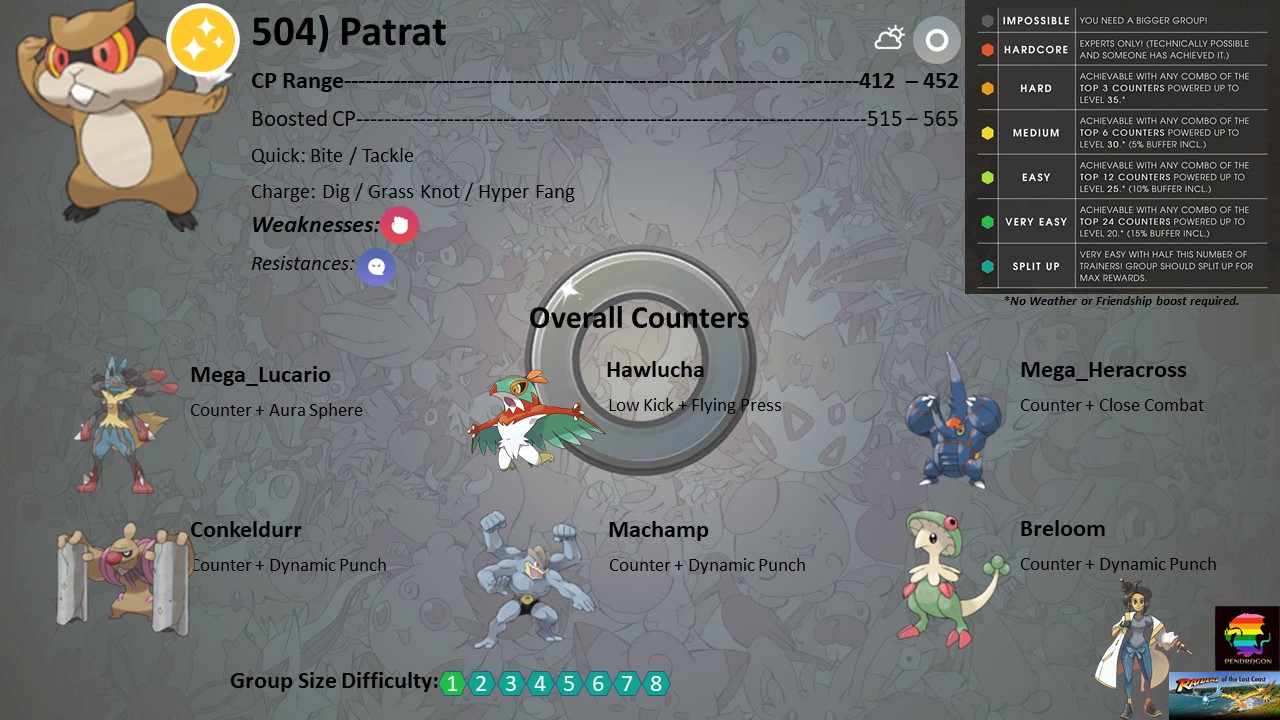 504) Patrat
CP Range----412 – 452
Boosted CP----515 – 565
Quick: Bite / Tackle
Charge: Dig / Grass Knot / Hyper Fang
Weaknesses:
Resistances:
IMPOSSIBLE YOU NEED A BIGGER GROUP!
HARDCORE EXPERTS ONLY! (TECHNICALLY POSSIBLE
AND SOMEONE HAS ACHIEVED IT.)
HARD ACHIEVABLE WITH ANY COMBO OF THE
TOP 3 COUNTERS POWERED UP TO
LEVEL 35.*
MEDIUM ACHIEVABLE WITH ANY COMBO OF THE
TOP 6 COUNTERS POWERED UP TO
LEVEL 30.* (5% BUFFER INCL.)
EASY ACHIEVABLE WITH ANY COMBO OF THE
TOP 12 COUNTERS POWERED UP TO
LEVEL 25.* (10% BUFFER INCL.)
VERY EASY ACHIEVABLE WITH ANY COMBO OF THE
TOP 24 COUNTERS POWERED UP TO
LEVEL 20.* (15% BUFFER INCL.)
SPLIT UP VERY EASY WITH HALF THIS NUMBER OF
TRAINERS! GROUP SHOULD SPLIT UP FOR
MAX REWARDS.
*No Weather or Friendship boost required.
Overall Counters
Mega_Lucario
Counter + Aura Sphere
Hawlucha
Low Kick + Flying Press
Mega_Heracross
Counter + Close Combat
Conkeldurr
Counter + Dynamic Punch
Machamp
Counter + Dynamic Punch
Breloom
Counter + Dynamic Punch
Group Size Difficulty: 1 2 3 4 5 6 7 8
PENDROGON
RAIDERS of the Lost Coast